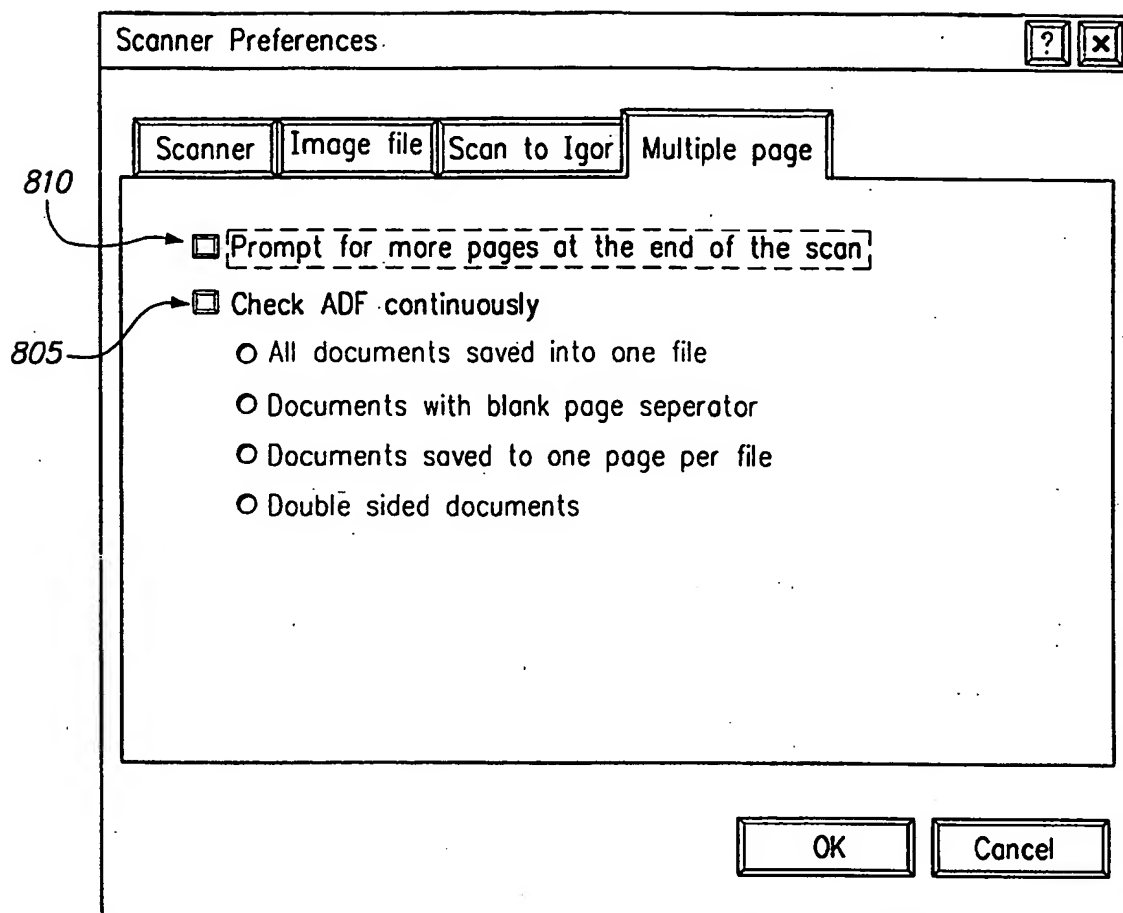 Scanner Preferences
? ×
Scanner Image file Scan to Igor Multiple page
810
Prompt for more pages at the end of the scan
Check ADF continuously
805
All documents saved into one file
Documents with blank page seperator
Documents saved to one page per file
Double sided documents
OK Cancel